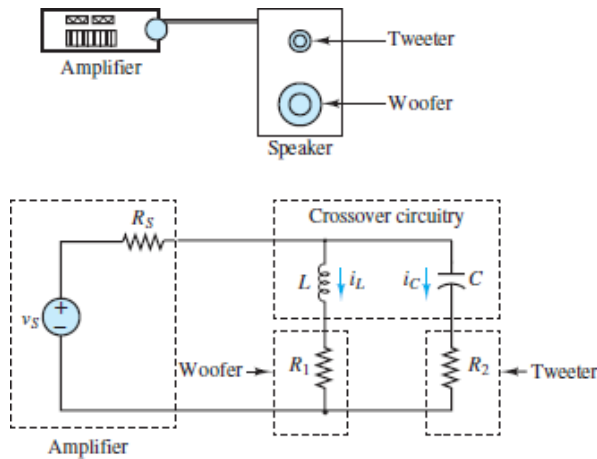 Tweeter
Amplifier
Woofer
Speaker
R_S
Crossover circuitry
L
i_L
i_C
C
+
v_S
−
Woofer
R_1
R_2
Tweeter
Amplifier